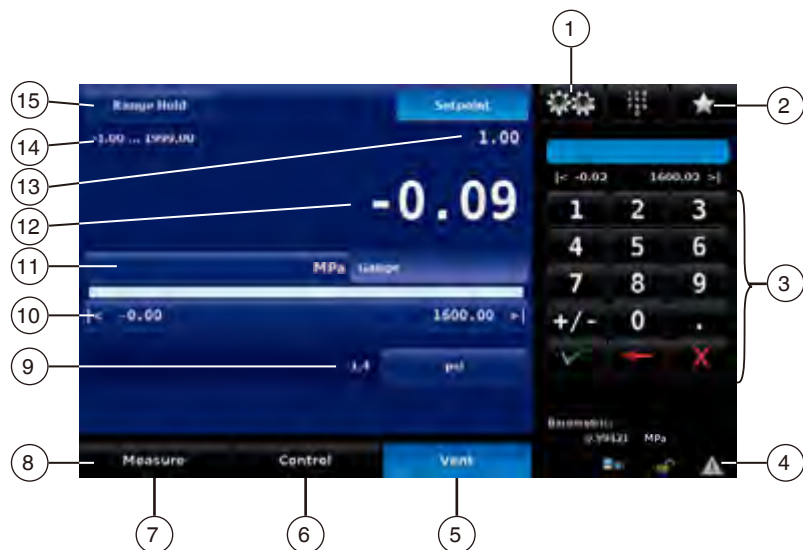 1
15
Range Hold
Setpoint
2
14
-1.00 ... 1999.00
1.00
13
|< -0.03 1600.03 >|
12
-0.09
1 2 3
4 5 6
11
MPa
Gauge
7 8 9
3
10
|< -0.00
1600.00 >|
+/- 0 .
9
psi
X
Barometric:
MPa
8
Measure
Control
Vent
4
7
6
5